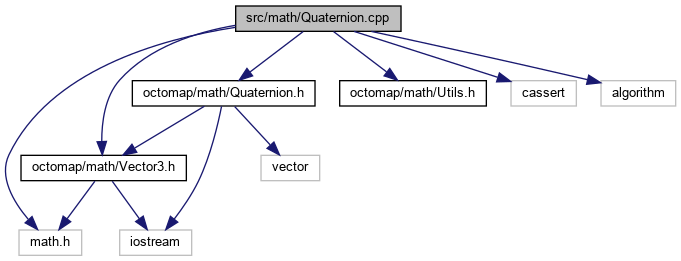 src/math/Quaternion.cpp
octomap/math/Quaternion.h
octomap/math/Utils.h
cassert
algorithm
octomap/math/Vector3.h
vector
math.h
iostream